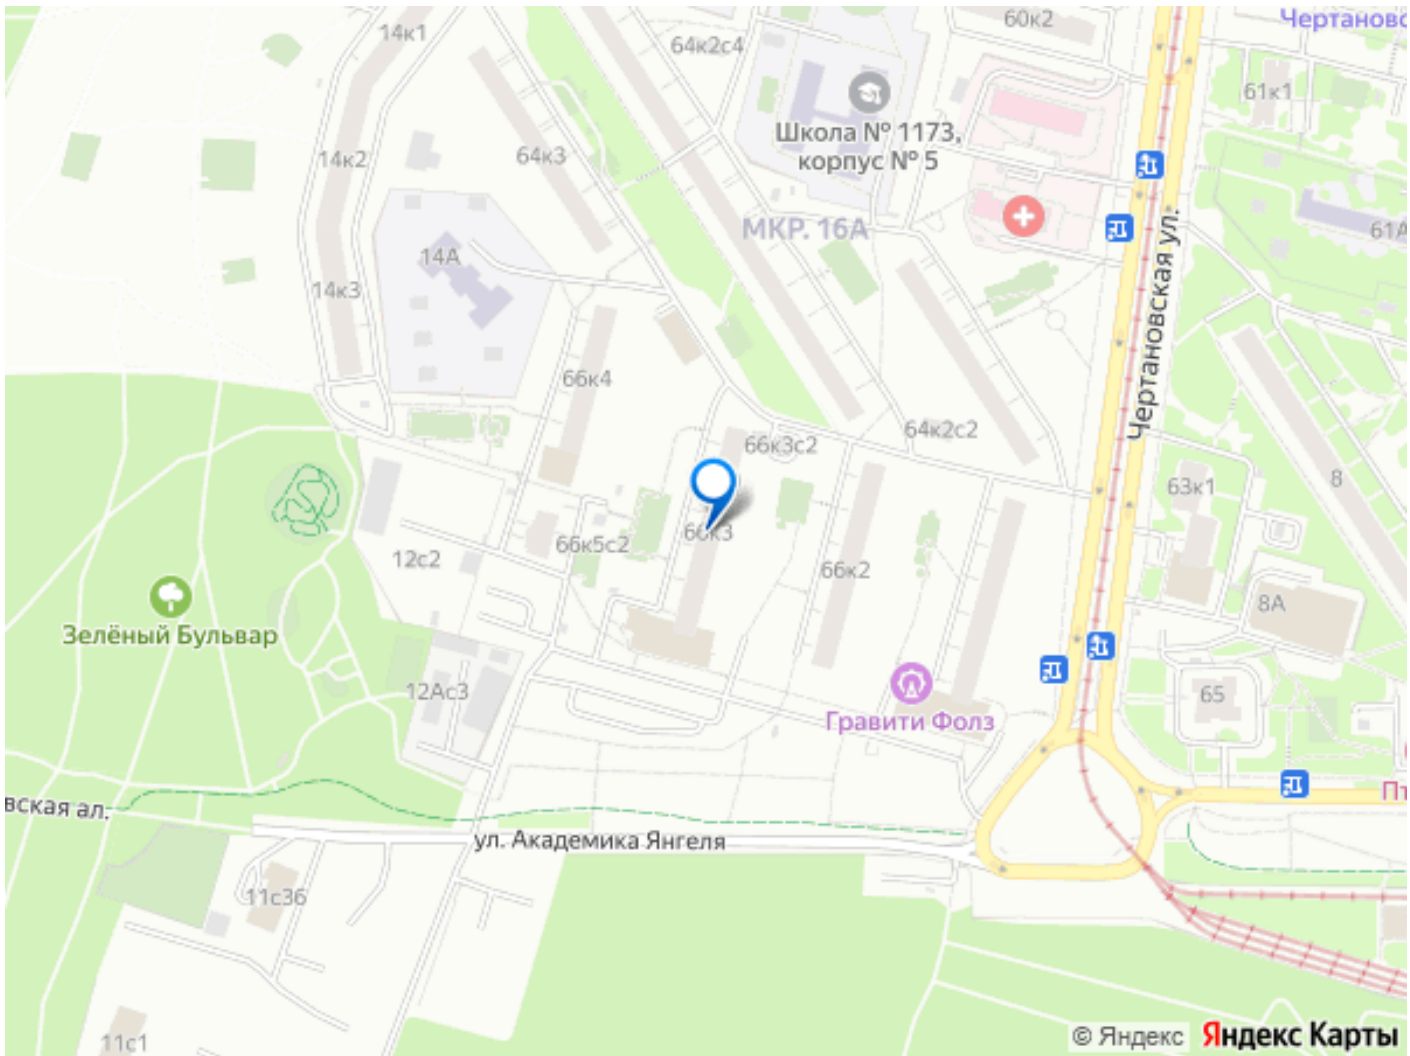 14к1
60к2
Чертановс
64к2с4
61к1
Школа № 1173,
корпус № 5
14к2
64к3
МКР. 16А
61А
Чертановская ул.
14А
14к3
66к4
66к3с2
64к2с2
8
63к1
66к3
66к5с2
12с2
66к2
8А
Зелёный Бульвар
12Ас3
65
Гравити Фолз
Пт
вская ал.
ул. Академика Янгеля
11с36
11с1
© Яндекс Яндекс Карты